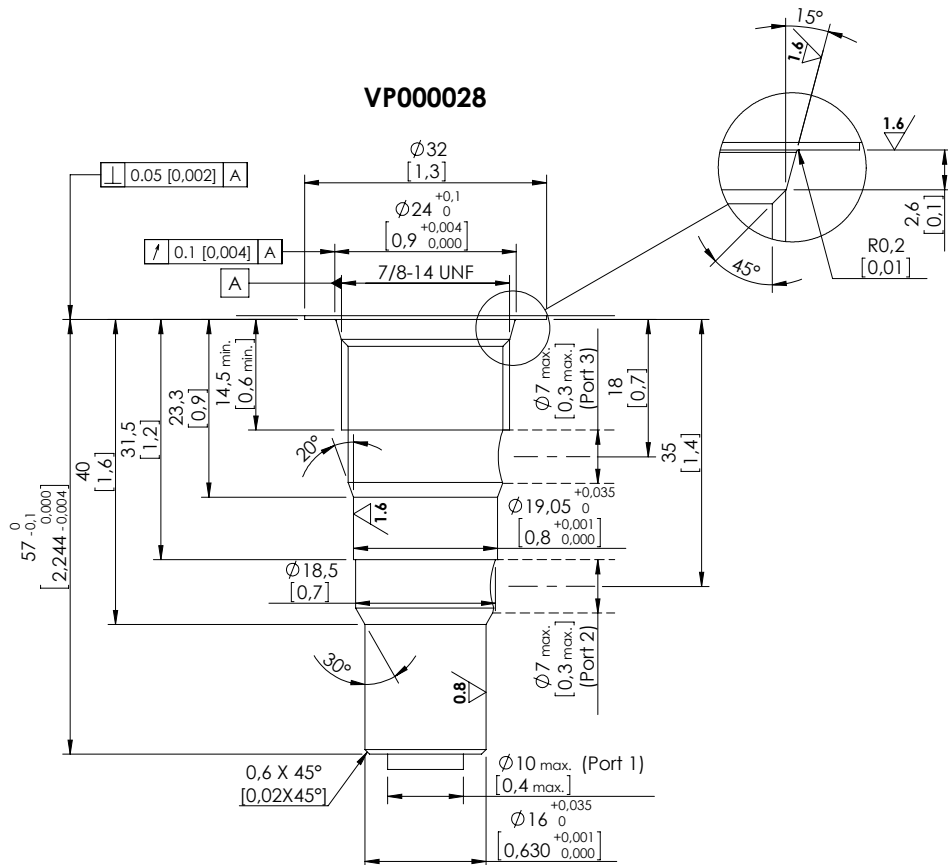 VP000028
15°
1.6
1.6
2,6
[0.1]
R0,2
[0.01]
45°
Ø32
[1.3]
⊥ 0.05 [0,002] A
Ø24 +0,1 0
[0.9 +0,004 0,000]
↗ 0.1 [0,004] A
7/8-14 UNF
A
14,5 min.
[0.6 min.]
23,3
[0.9]
31,5
[1.2]
40
[1.6]
57 0 -0,1
[2,244 0,000 -0,004]
Ø7 max.
[0.3 max.]
(Port 3)
18
[0.7]
35
[1.4]
20°
1.6
Ø19,05 +0,035 0
[0.8 +0,001 0,000]
Ø18,5
[0.7]
30°
0.8
Ø7 max.
[0.3 max.]
(Port 2)
0,6 X 45°
[0,02X45°]
Ø10 max. (Port 1)
[0.4 max.]
Ø16 +0,035 0
[0,630 +0,001 0,000]